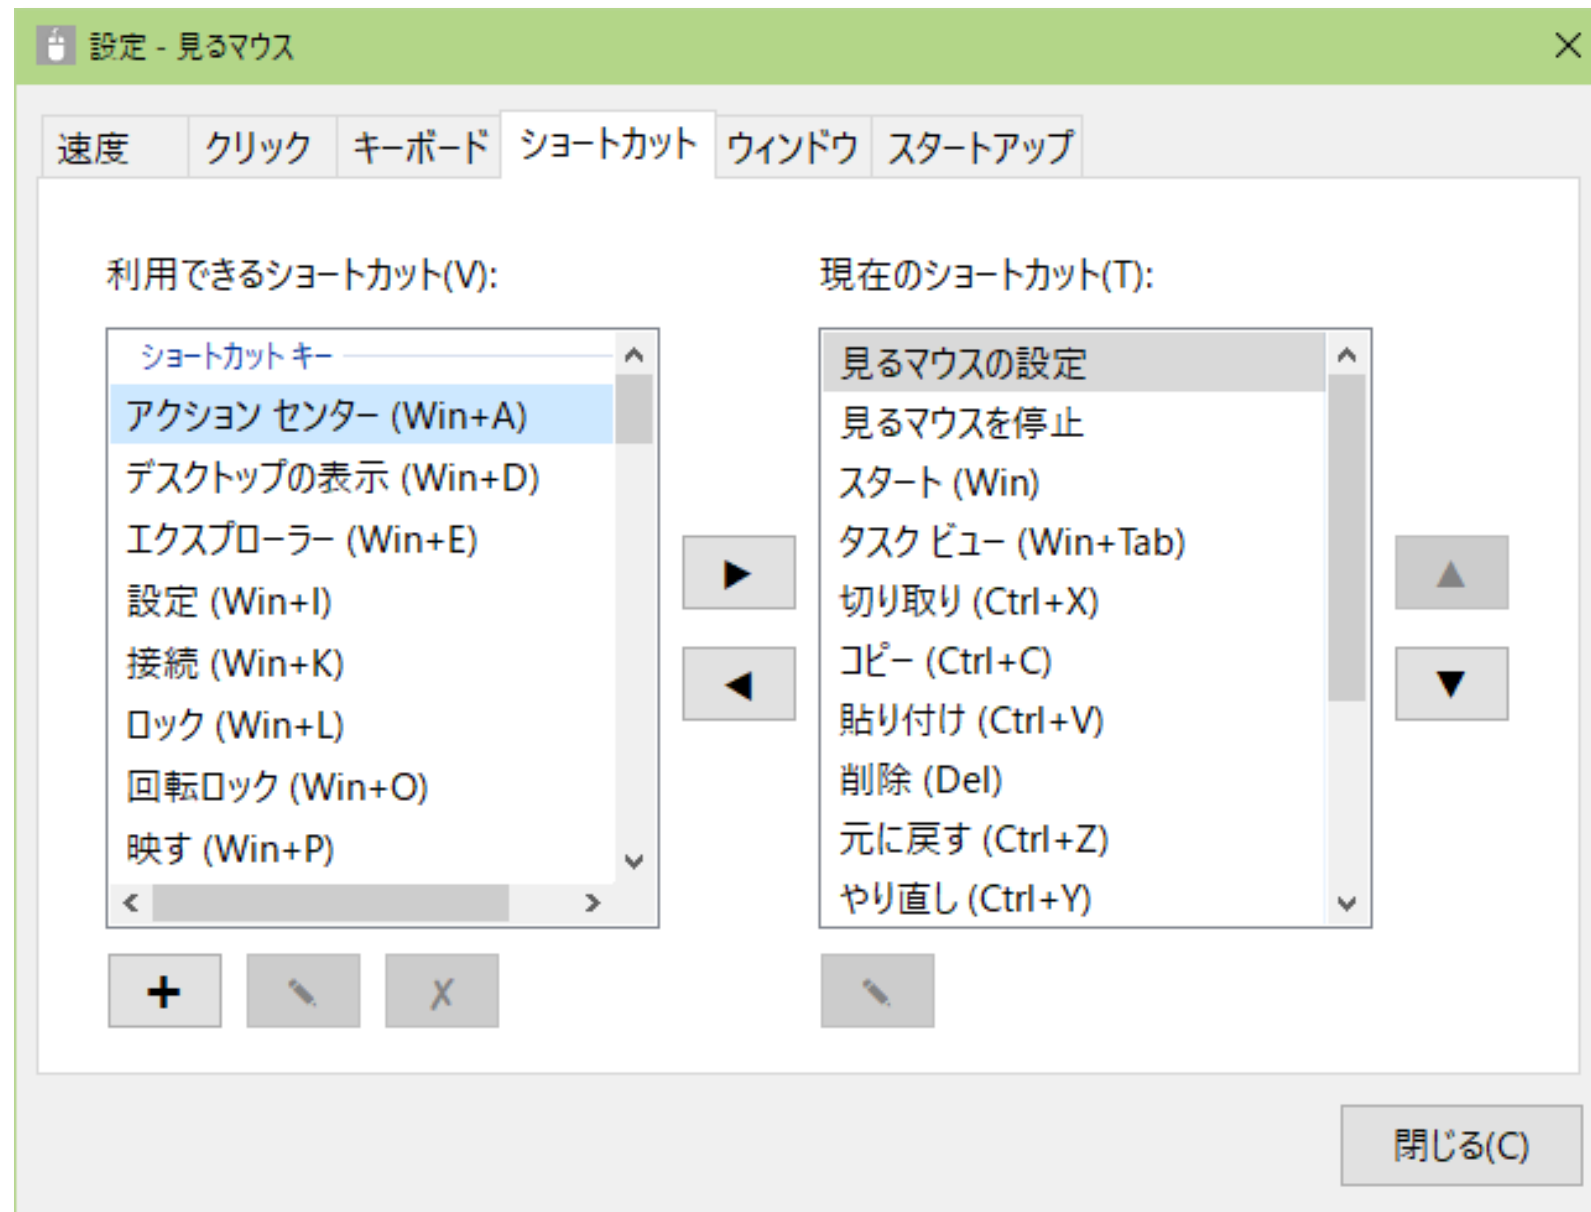 設定 - 見るマウス
速度 クリック キーボード ショートカット ウィンドウ スタートアップ
利用できるショートカット(V):
ショートカット キー
アクション センター (Win+A)
デスクトップの表示 (Win+D)
エクスプローラー (Win+E)
設定 (Win+I)
接続 (Win+K)
ロック (Win+L)
回転ロック (Win+O)
映す (Win+P)
現在のショートカット(T):
見るマウスの設定
見るマウスを停止
スタート (Win)
タスク ビュー (Win+Tab)
切り取り (Ctrl+X)
コピー (Ctrl+C)
貼り付け (Ctrl+V)
削除 (Del)
元に戻す (Ctrl+Z)
やり直し (Ctrl+Y)
閉じる(C)